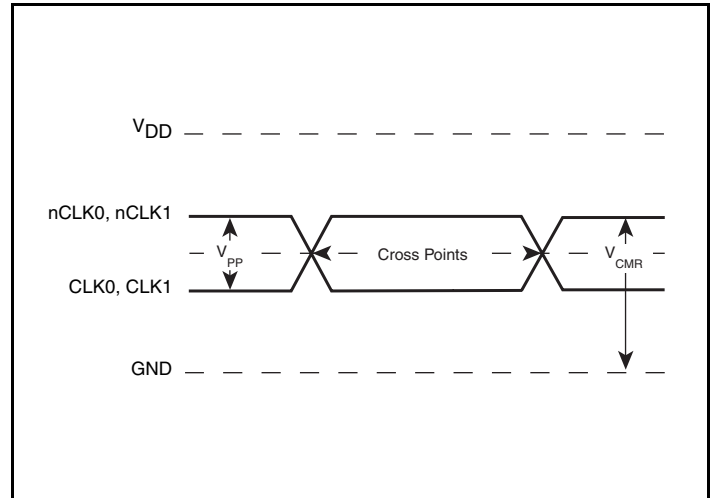 VDD
nCLK0, nCLK1
VPP
Cross Points
VCMR
CLK0, CLK1
GND